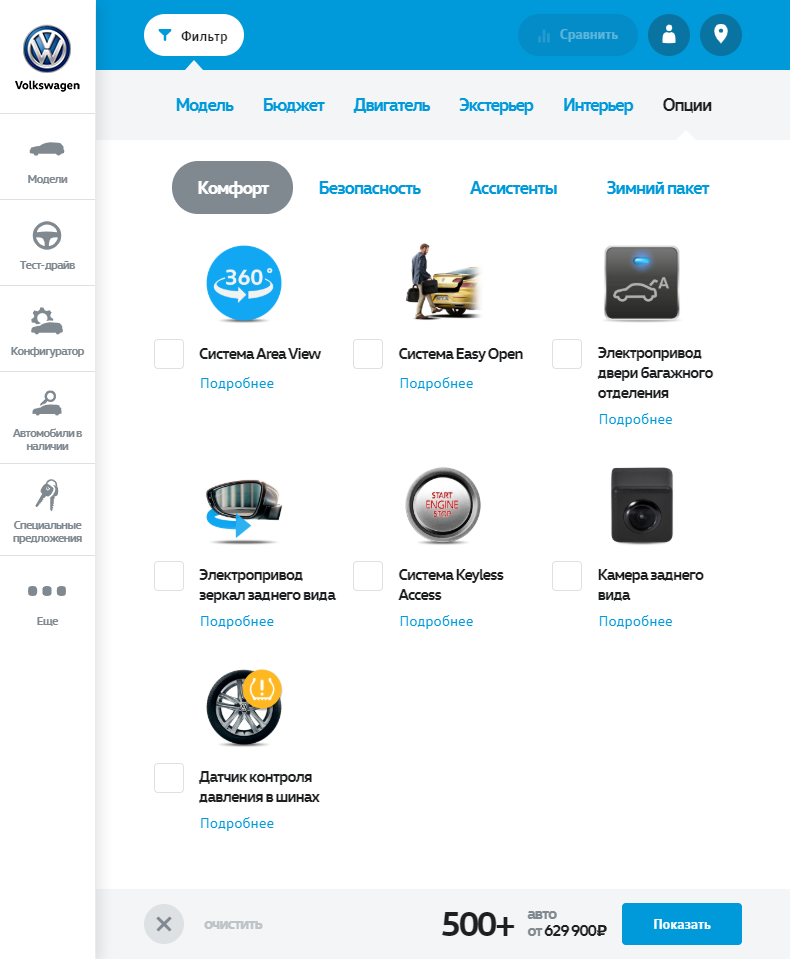 Volkswagen
Модели
Тест-драйв
Конфигуратор
Автомобили в
наличии
Специальные
предложения
Еще
Фильтр
Сравнить
Модель Бюджет Двигатель Экстерьер Интерьер Опции
Комфорт Безопасность Ассистенты Зимний пакет
360°
Система Area View
Подробнее
Система Easy Open
Подробнее
A
Электропривод
двери багажного
отделения
Подробнее
Электропривод
зеркал заднего вида
Подробнее
START
ENGINE
STOP
Система Keyless
Access
Подробнее
Камера заднего
вида
Подробнее
Датчик контроля
давления в шинах
Подробнее
очистить
500+
авто
от 629 900₽
Показать